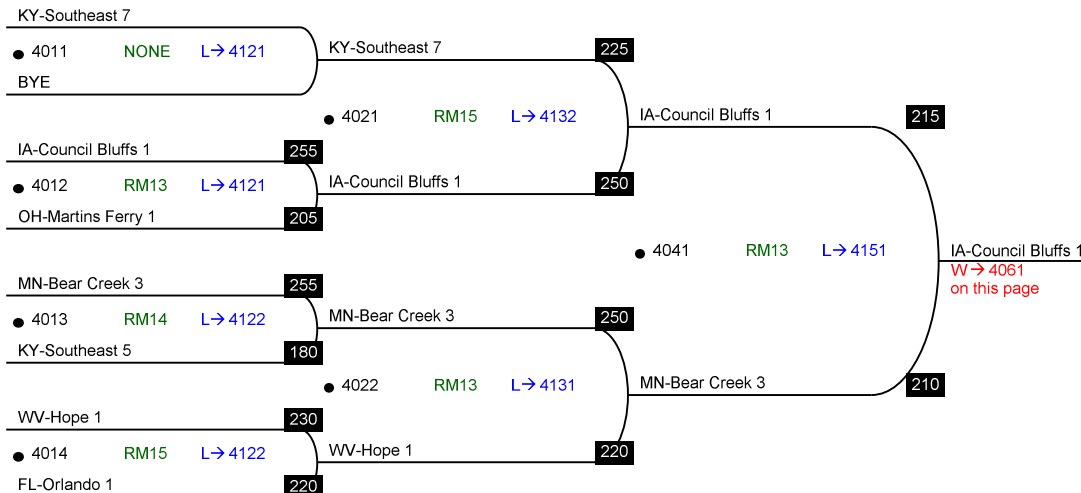 KY-Southeast 7
4011 NONE L→ 4121
BYE
IA-Council Bluffs 1 255
4012 RM13 L→ 4121
OH-Martins Ferry 1 205
MN-Bear Creek 3 255
4013 RM14 L→ 4122
KY-Southeast 5 180
WV-Hope 1 230
4014 RM15 L→ 4122
FL-Orlando 1 220
KY-Southeast 7 225
4021 RM15 L→ 4132
IA-Council Bluffs 1 250
MN-Bear Creek 3 250
4022 RM13 L→ 4131
WV-Hope 1 220
IA-Council Bluffs 1 215
4041 RM13 L→ 4151
MN-Bear Creek 3 210
IA-Council Bluffs 1
W→ 4061
on this page